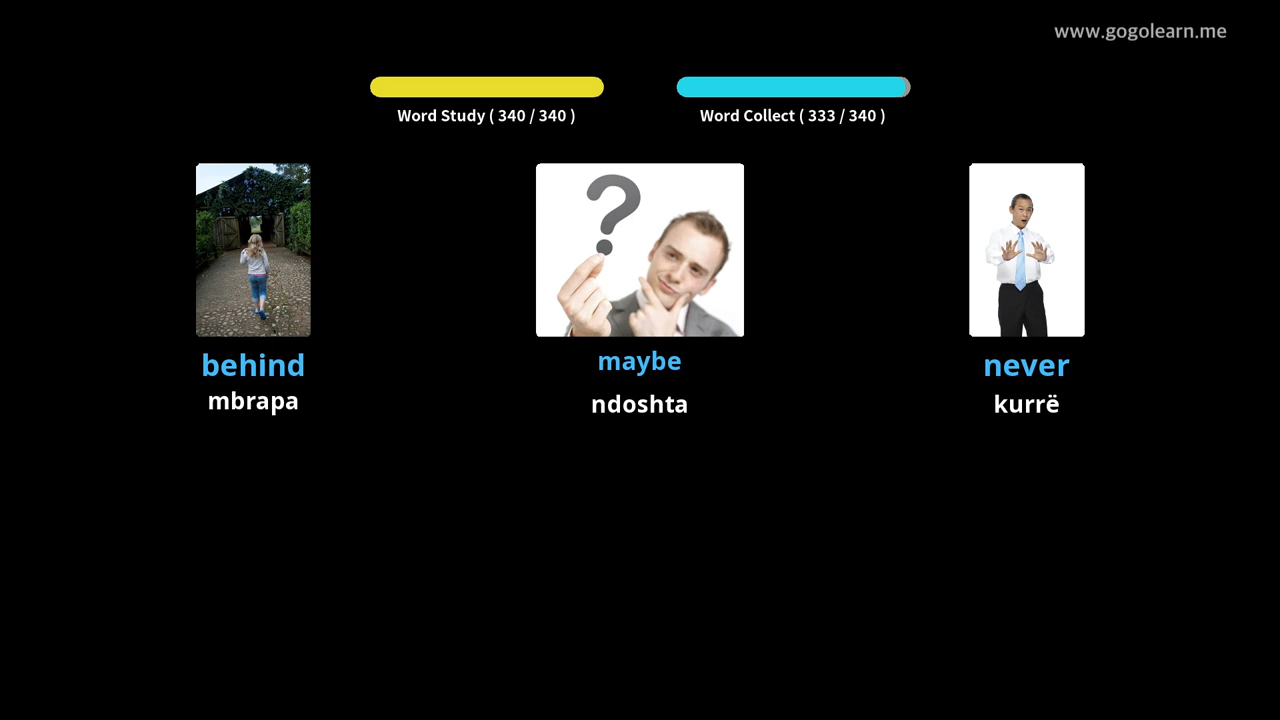 www.gogolearn.me
Word Study ( 340 / 340 )
Word Collect ( 333 / 340 )
behind
mbrapa
maybe
ndoshta
never
kurrë